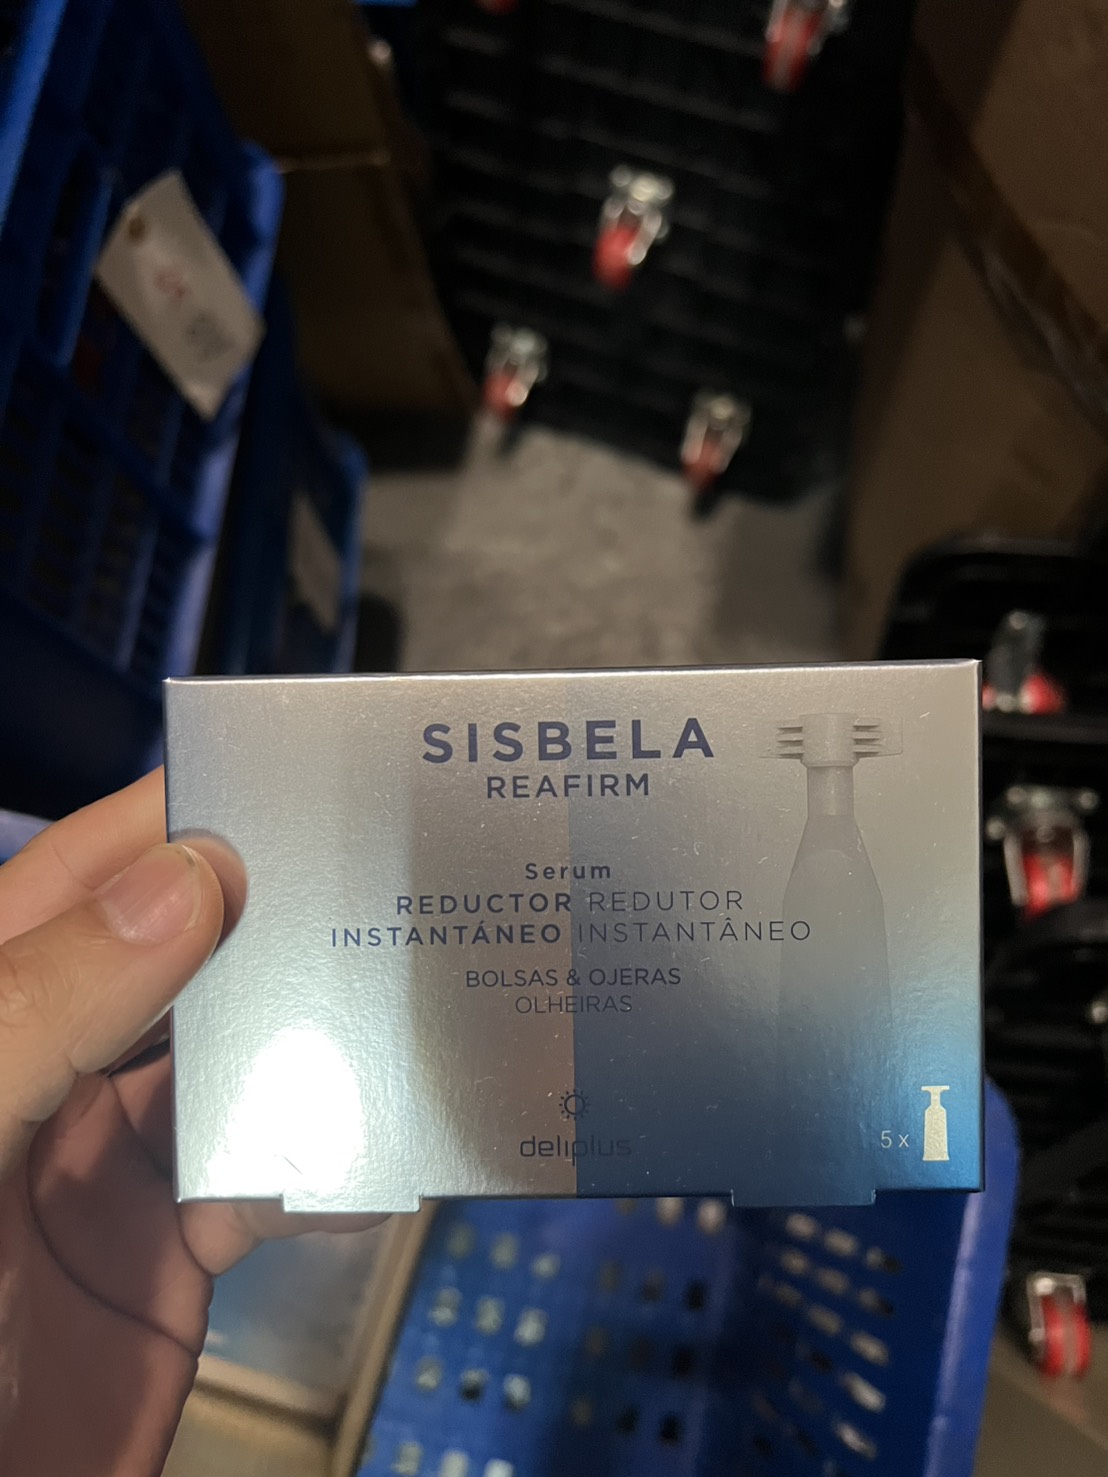 SISBELA
REAFIRM
Serum
REDUCTOR REDUTOR
INSTANTÁNEO INSTANTÂNEO
BOLSAS & OJERAS
OLHEIRAS
deliplus
5 x